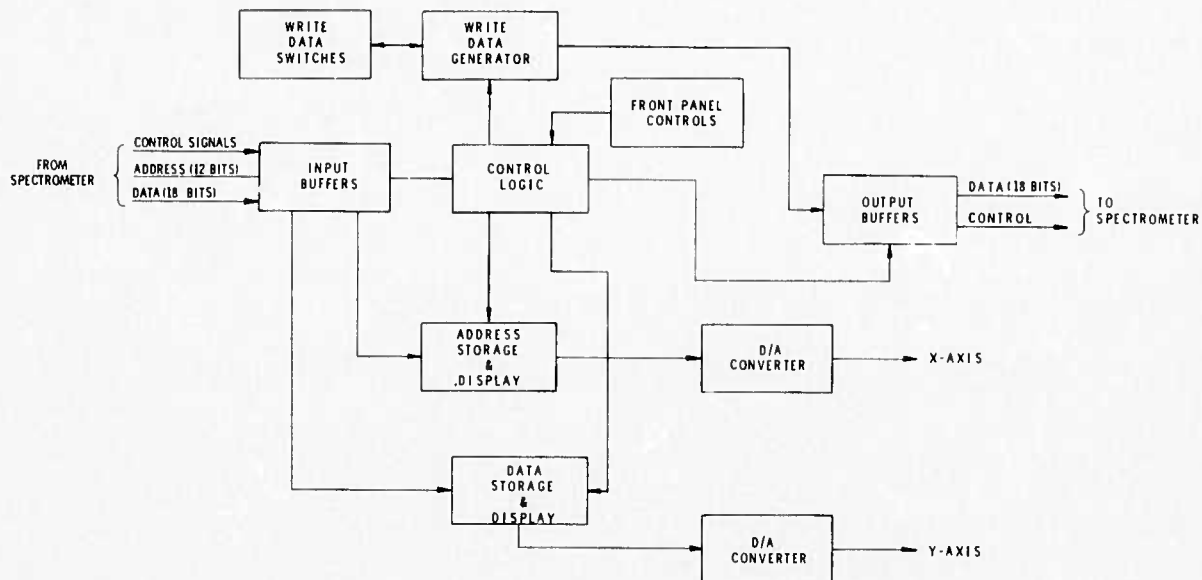 WRITE
DATA
SWITCHES
WRITE
DATA
GENERATOR
FRONT PANEL
CONTROLS
FROM
SPECTROMETER
CONTROL SIGNALS
ADDRESS (12 BITS)
DATA (18 BITS)
INPUT
BUFFERS
CONTROL
LOGIC
OUTPUT
BUFFERS
DATA (18 BITS)
CONTROL
TO
SPECTROMETER
ADDRESS
STORAGE
&
DISPLAY
D/A
CONVERTER
X-AXIS
DATA
STORAGE
&
DISPLAY
D/A
CONVERTER
Y-AXIS